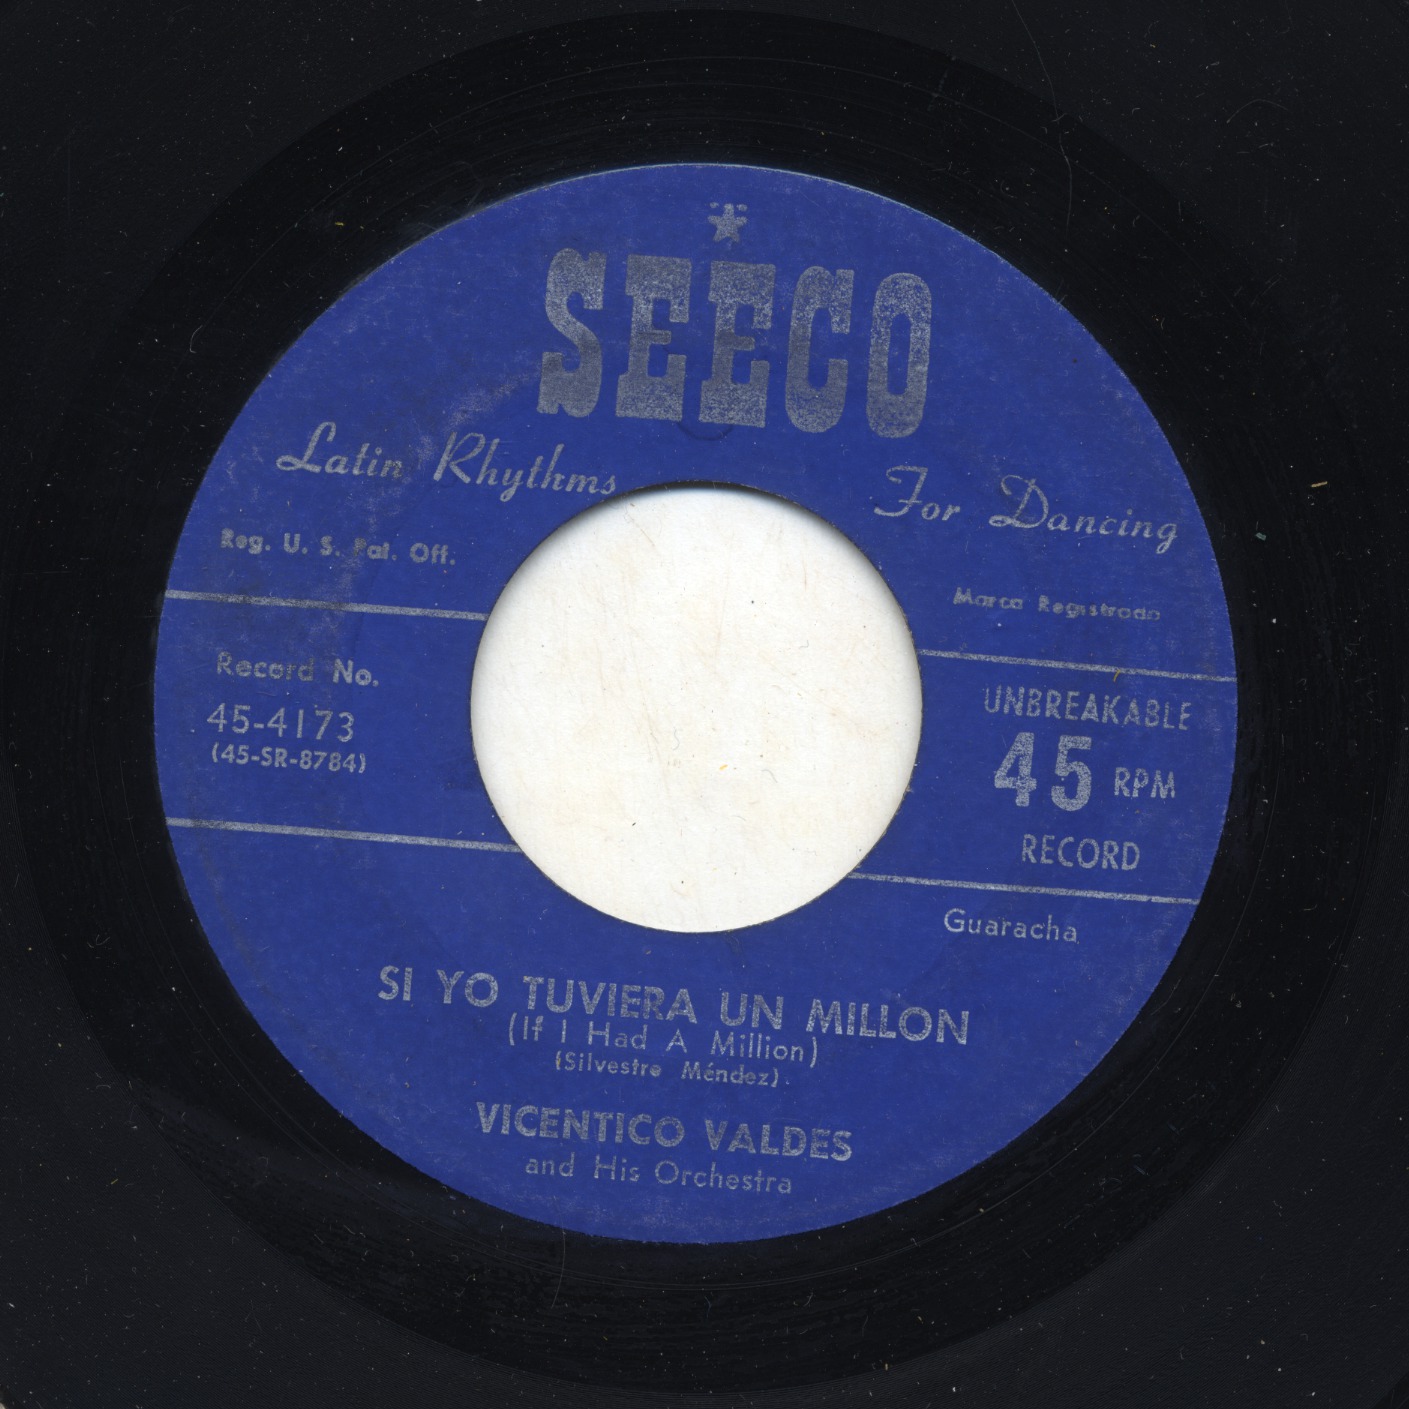 SEECO
Latin Rhythms For Dancing
Reg. U. S. Pat. Off.
Marca Registrada
Record No.
45-4173
(45-SR-8784)
UNBREAKABLE
45 RPM
RECORD
Guaracha
SI YO TUVIERA UN MILLON
(If I Had A Million)
(Silvestre Méndez)
VICENTICO VALDES
and His Orchestra